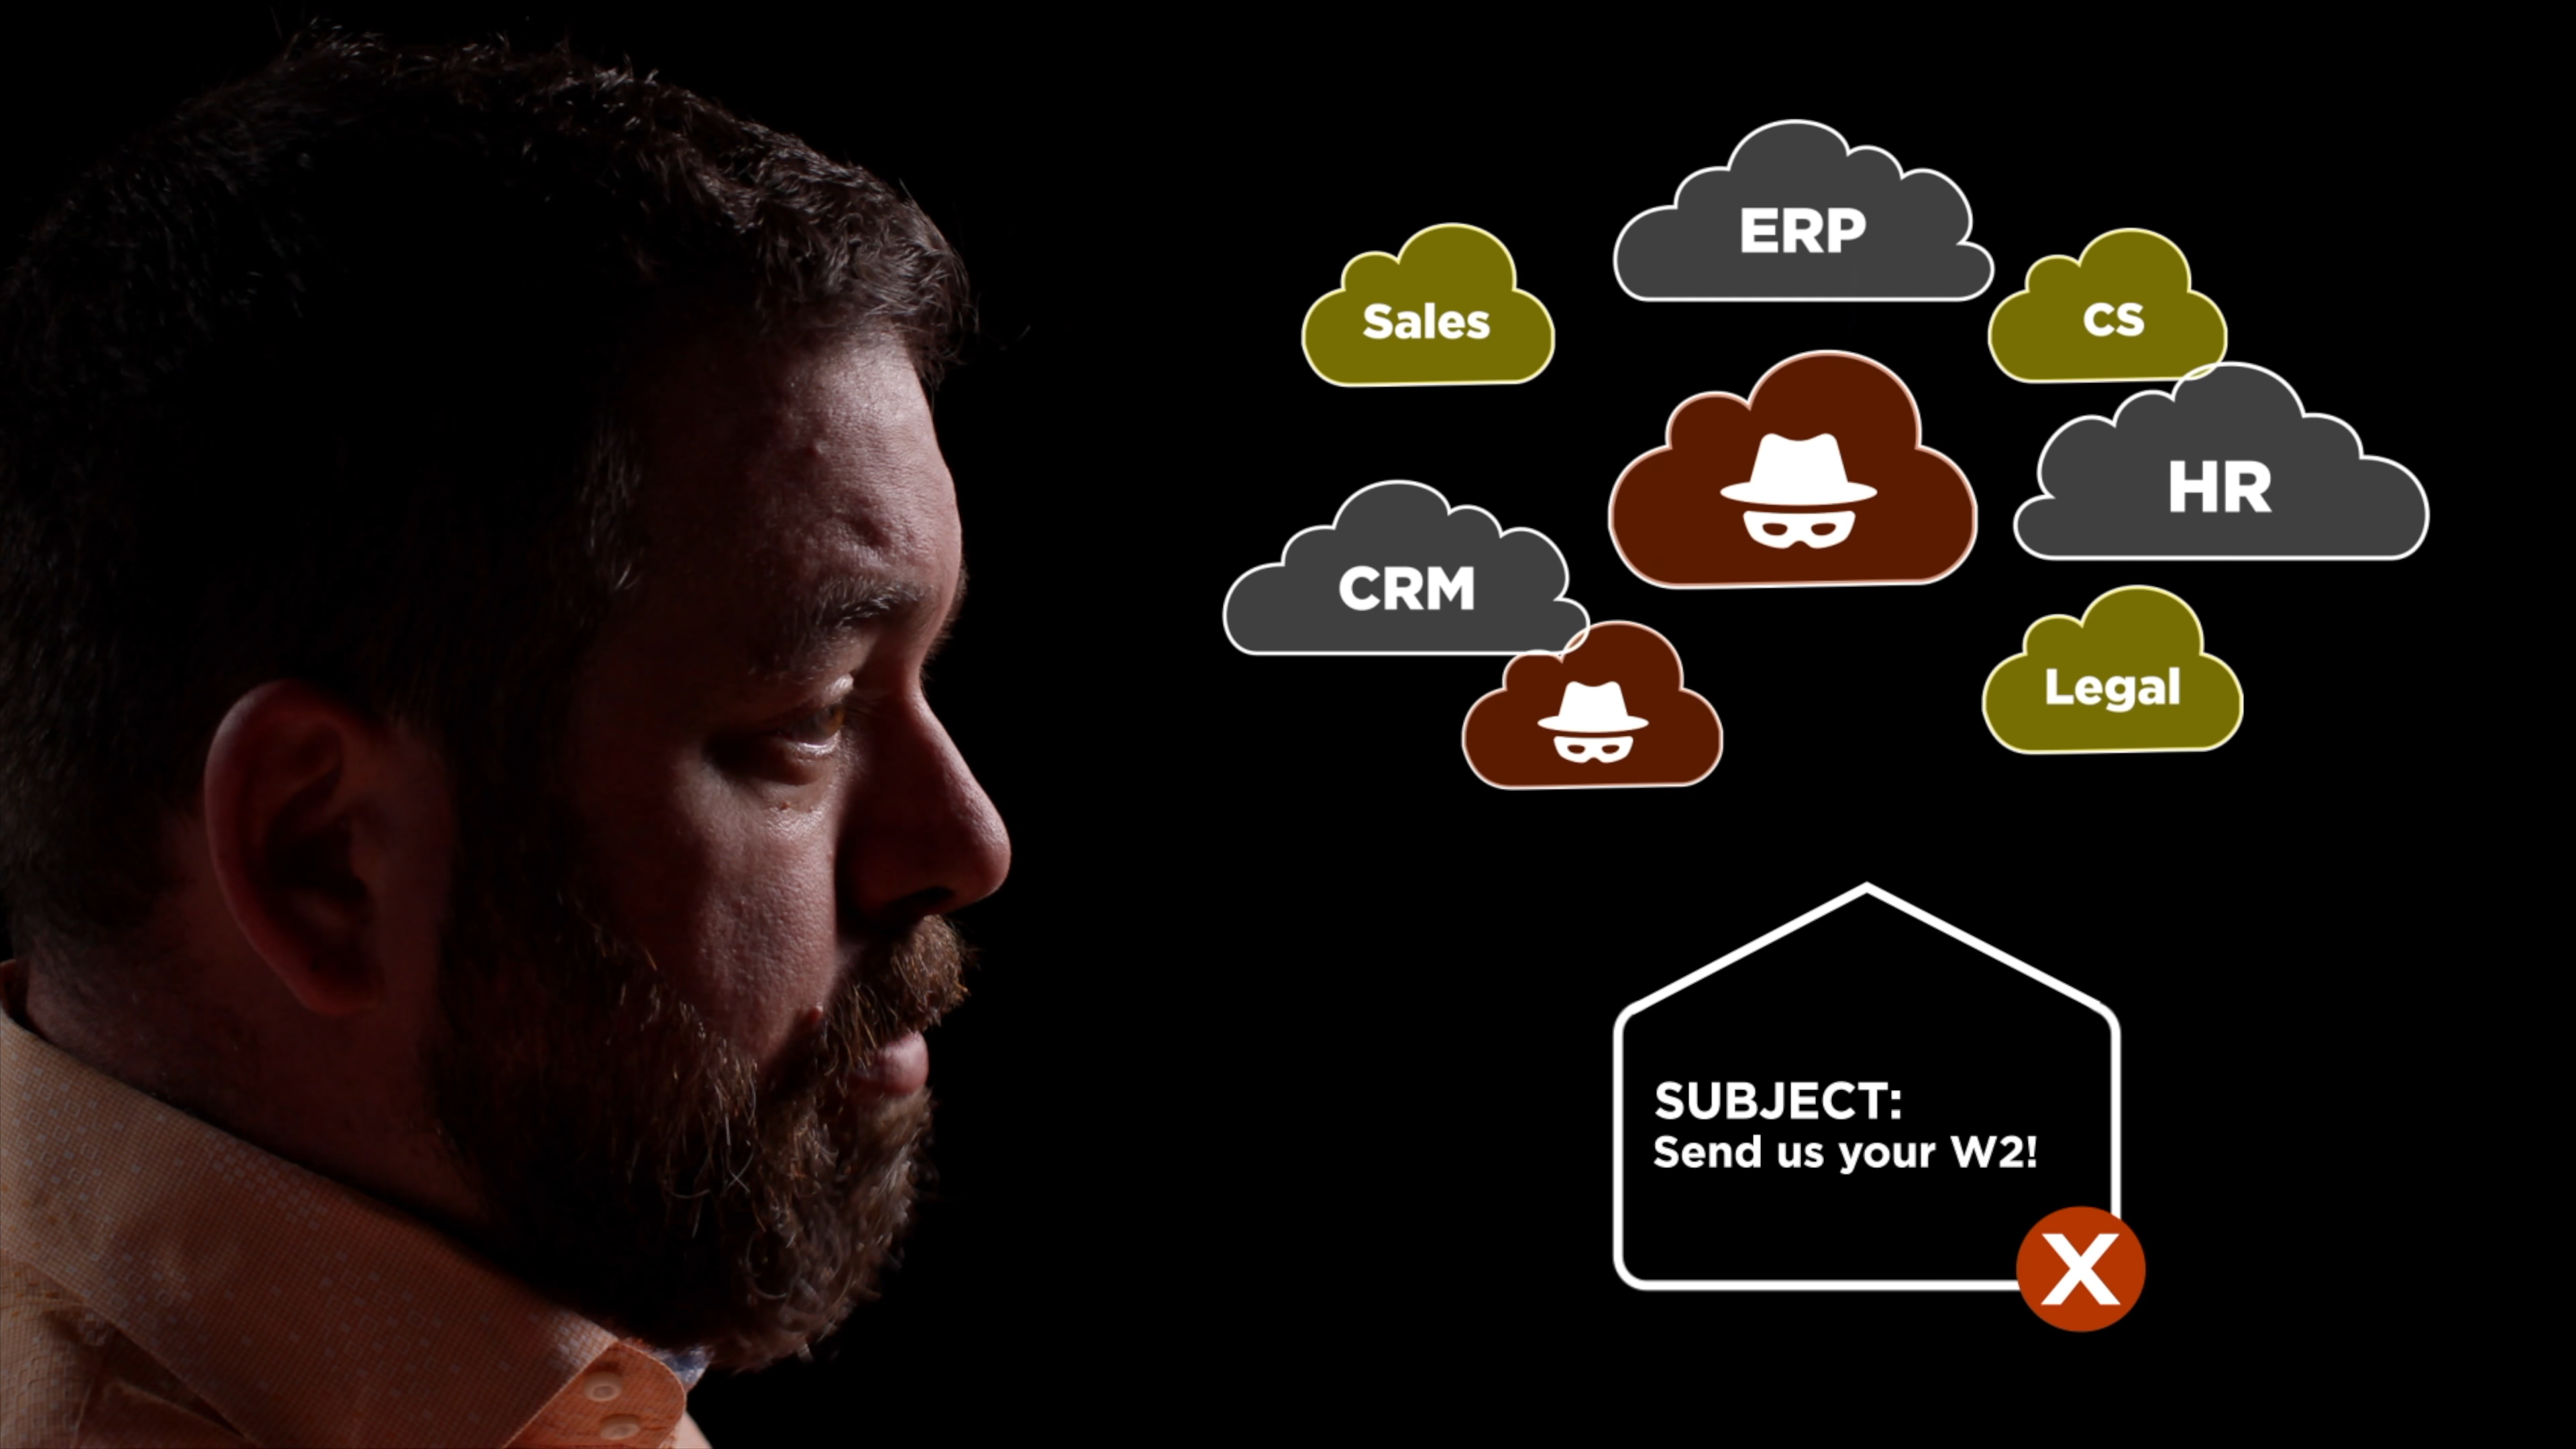 ERP
Sales
CS
HR
CRM
Legal
SUBJECT:
Send us your W2!
X